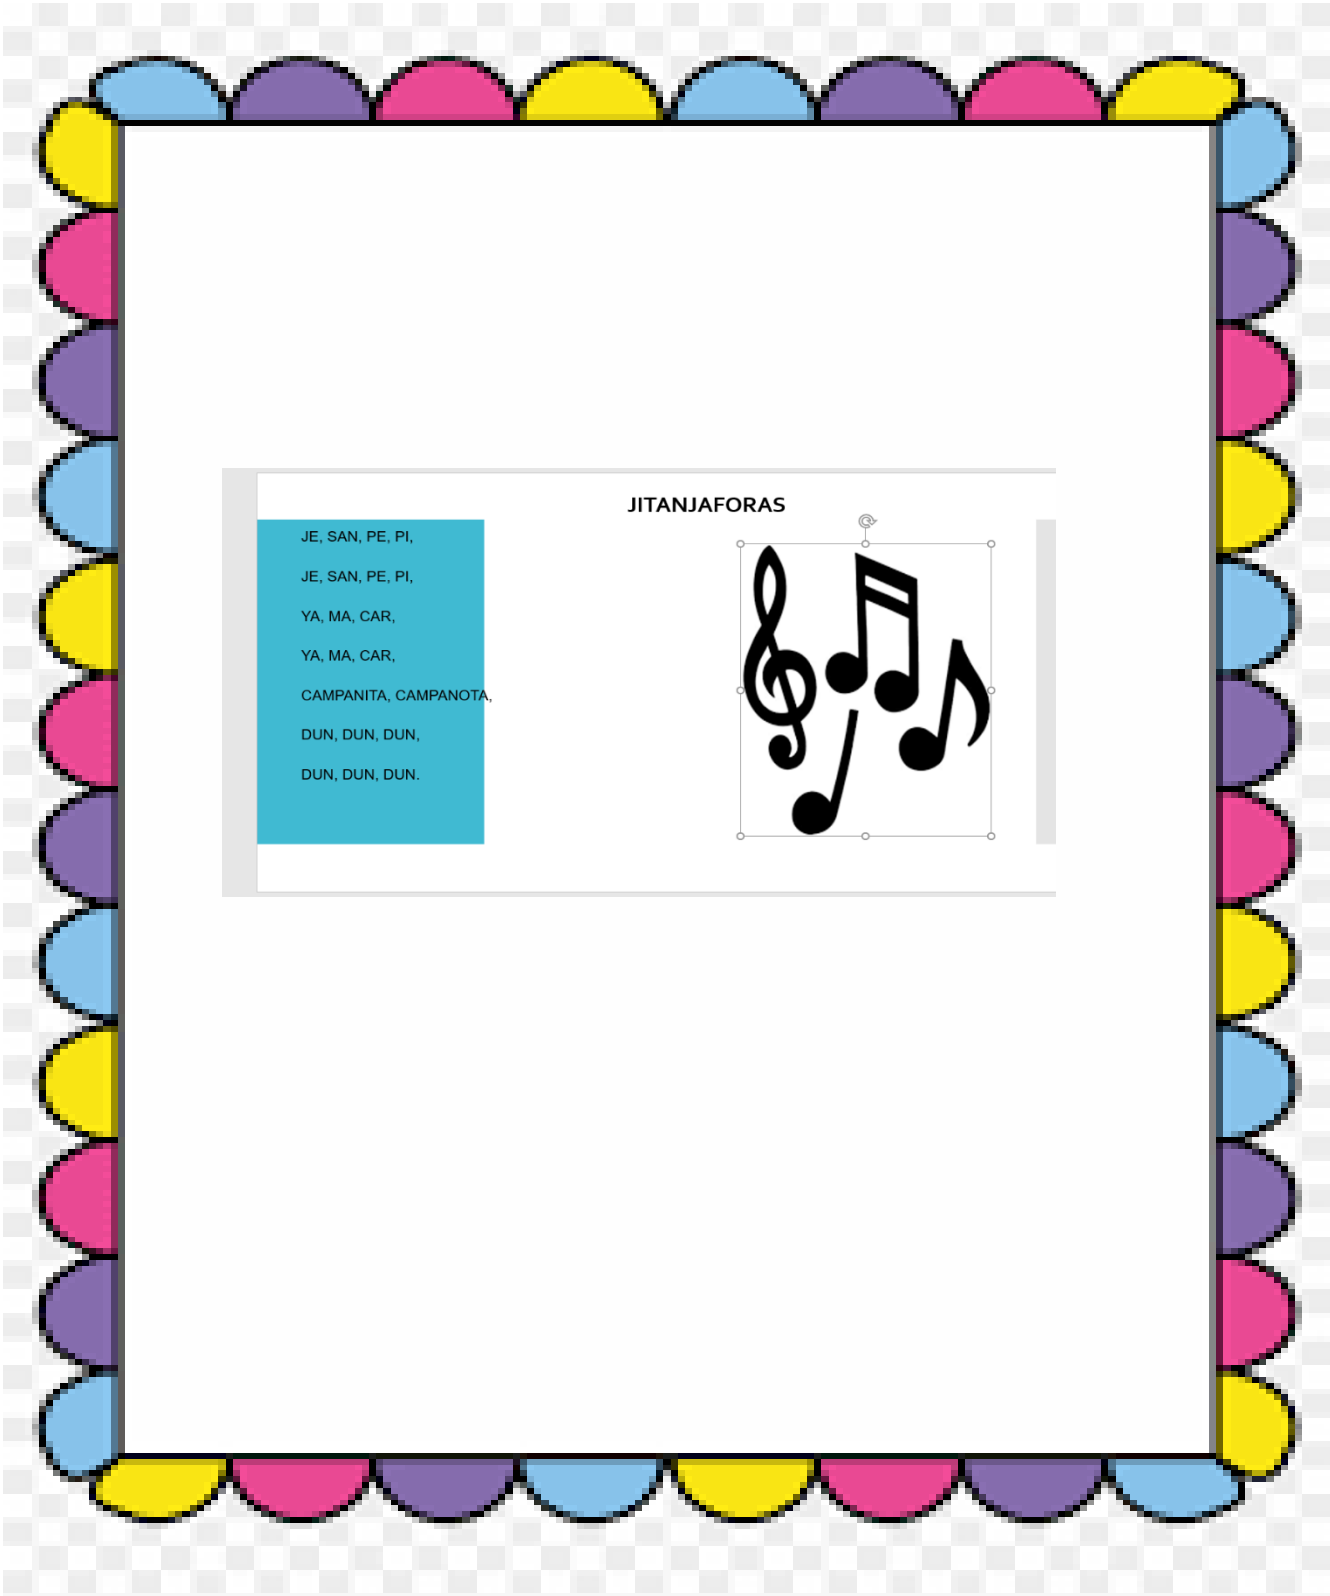 JITANJAFORAS
JE, SAN, PE, PI,
JE, SAN, PE, PI,
YA, MA, CAR,
YA, MA, CAR,
CAMPANITA, CAMPANOTA,
DUN, DUN, DUN,
DUN, DUN, DUN.